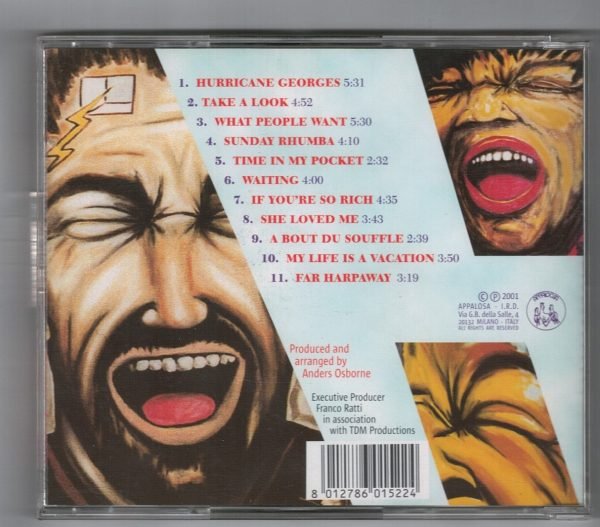 1. HURRICANE GEORGES 5:31
2. TAKE A LOOK 4:52
3. WHAT PEOPLE WANT 5:30
4. SUNDAY RHUMBA 4:10
5. TIME IN MY POCKET 2:32
6. WAITING 4:00
7. IF YOU'RE SO RICH 4:35
8. SHE LOVED ME 3:43
9. A BOUT DU SOUFFLE 2:39
10. MY LIFE IS A VACATION 3:50
11. FAR HARPAWAY 3:19
© ℗ 2001
APPALOSA - I.R.D.
Via G.B. della Salle, 4
20132 MILANO - ITALY
ALL RIGHTS ARE RESERVED
Produced and
arranged by
Anders Osborne
Executive Producer
Franco Ratti
in association
with TDM Productions
8 012786 015224